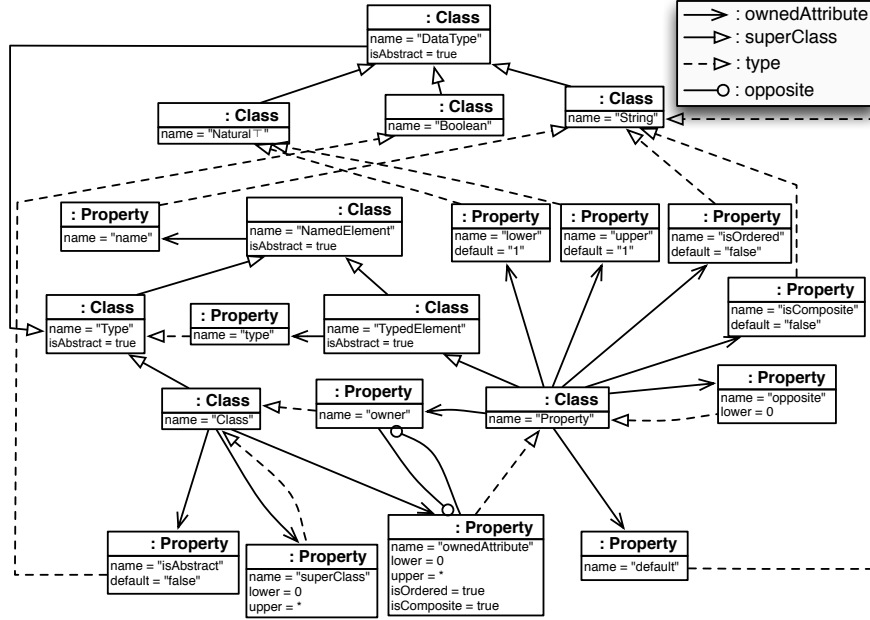 : Class
name = "DataType"
isAbstract = true
: ownedAttribute
: superClass
: type
: opposite
: Class
name = "Natural⊤"
: Class
name = "Boolean"
: Class
name = "String"
: Property
name = "name"
: Class
name = "NamedElement"
isAbstract = true
: Property
name = "lower"
default = "1"
: Property
name = "upper"
default = "1"
: Property
name = "isOrdered"
default = "false"
: Property
name = "isComposite"
default = "false"
: Class
name = "Type"
isAbstract = true
: Property
name = "type"
: Class
name = "TypedElement"
isAbstract = true
: Class
name = "Class"
: Property
name = "owner"
: Class
name = "Property"
: Property
name = "opposite"
lower = 0
: Property
name = "isAbstract"
default = "false"
: Property
name = "superClass"
lower = 0
upper = *
: Property
name = "ownedAttribute"
lower = 0
upper = *
isOrdered = true
isComposite = true
: Property
name = "default"